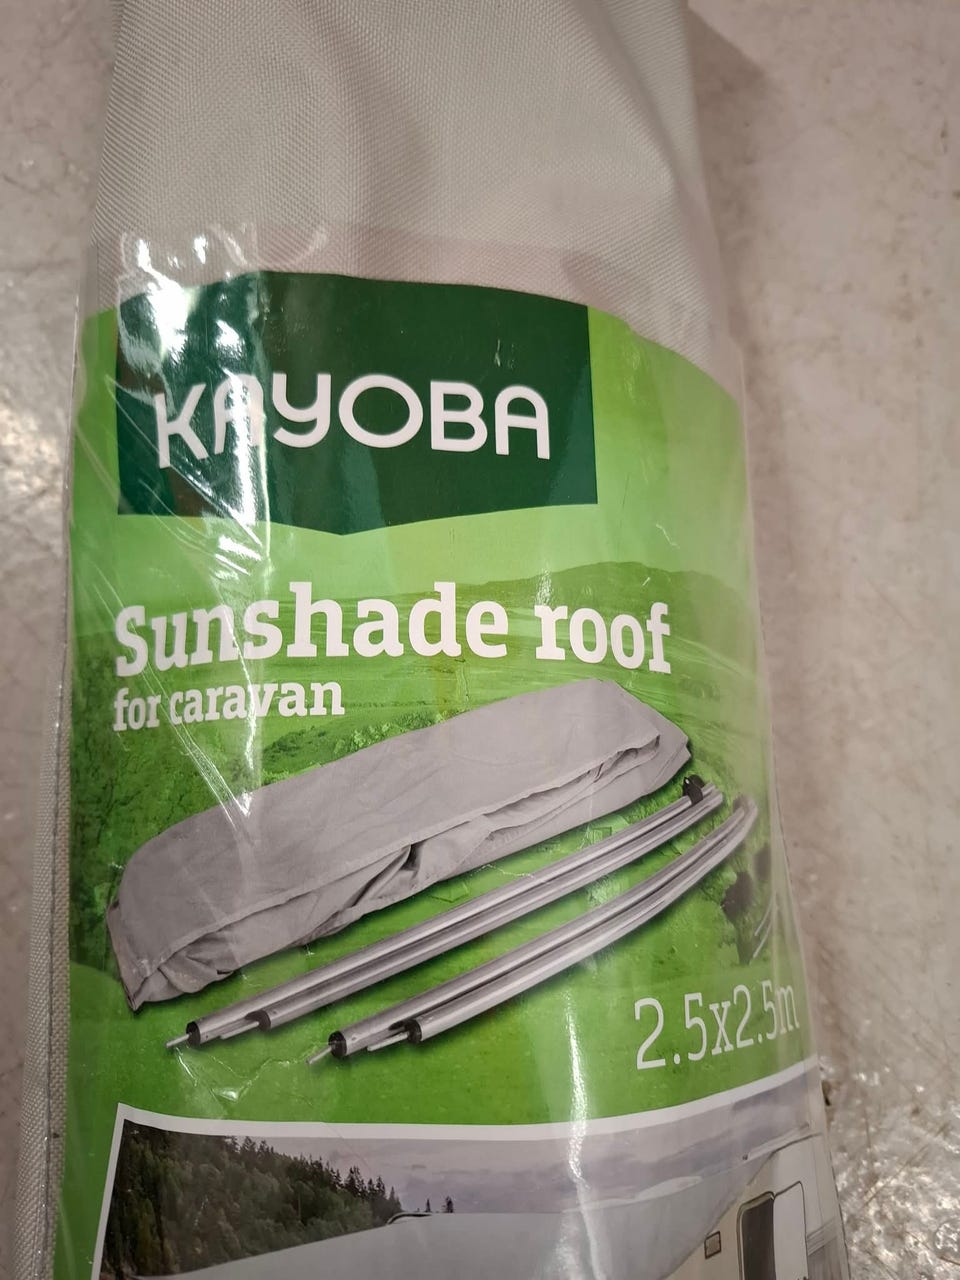 KAYOBA
Sunshade roof
for caravan
2.5x2.5m